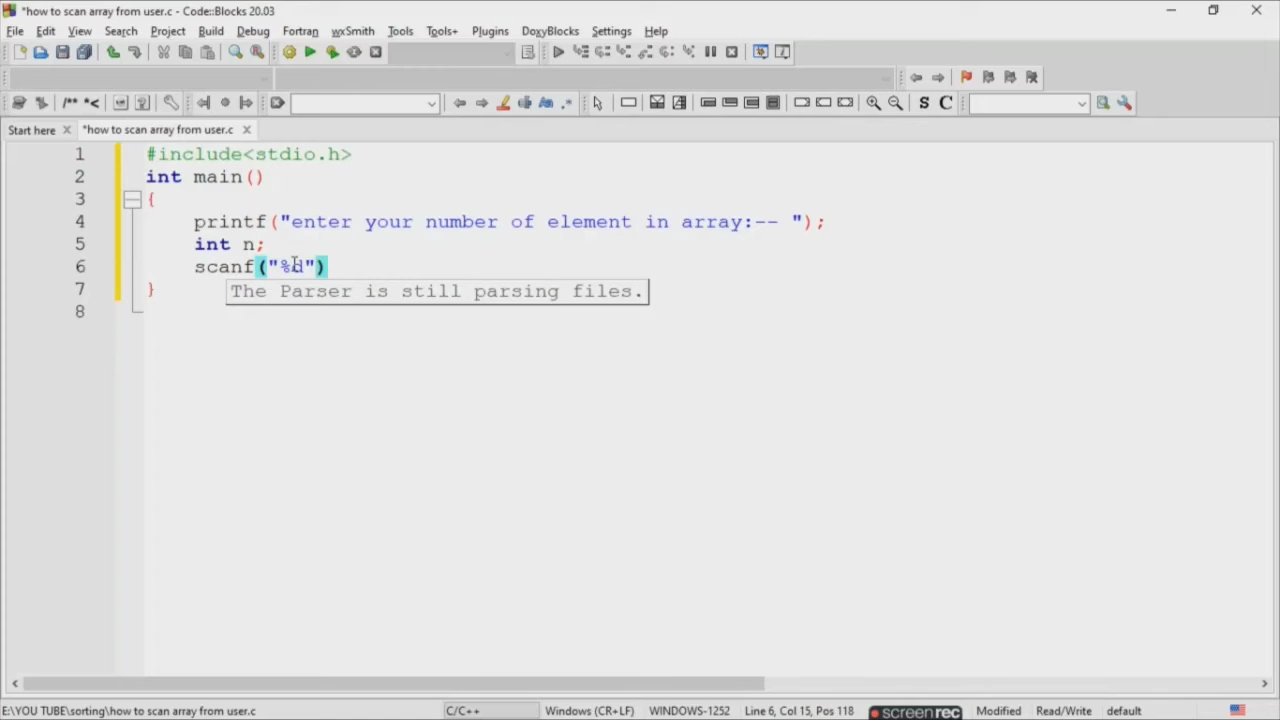 *how to scan array from user.c - Code::Blocks 20.03
File Edit View Search Project Build Debug Fortran wxSmith Tools Tools+ Plugins DoxyBlocks Settings Help
/** *<
S C
Start here *how to scan array from user.c
1 #include<stdio.h>
2 int main()
3 {
4 printf("enter your number of element in array:-- ");
5 int n;
6 scanf("%d")
7 }
The Parser is still parsing files.
8
E:\YOU TUBE\sorting\how to scan array from user.c C/C++ Windows (CR+LF) WINDOWS-1252 Line 6, Col 15, Pos 118 screenrec Modified Read/Write default